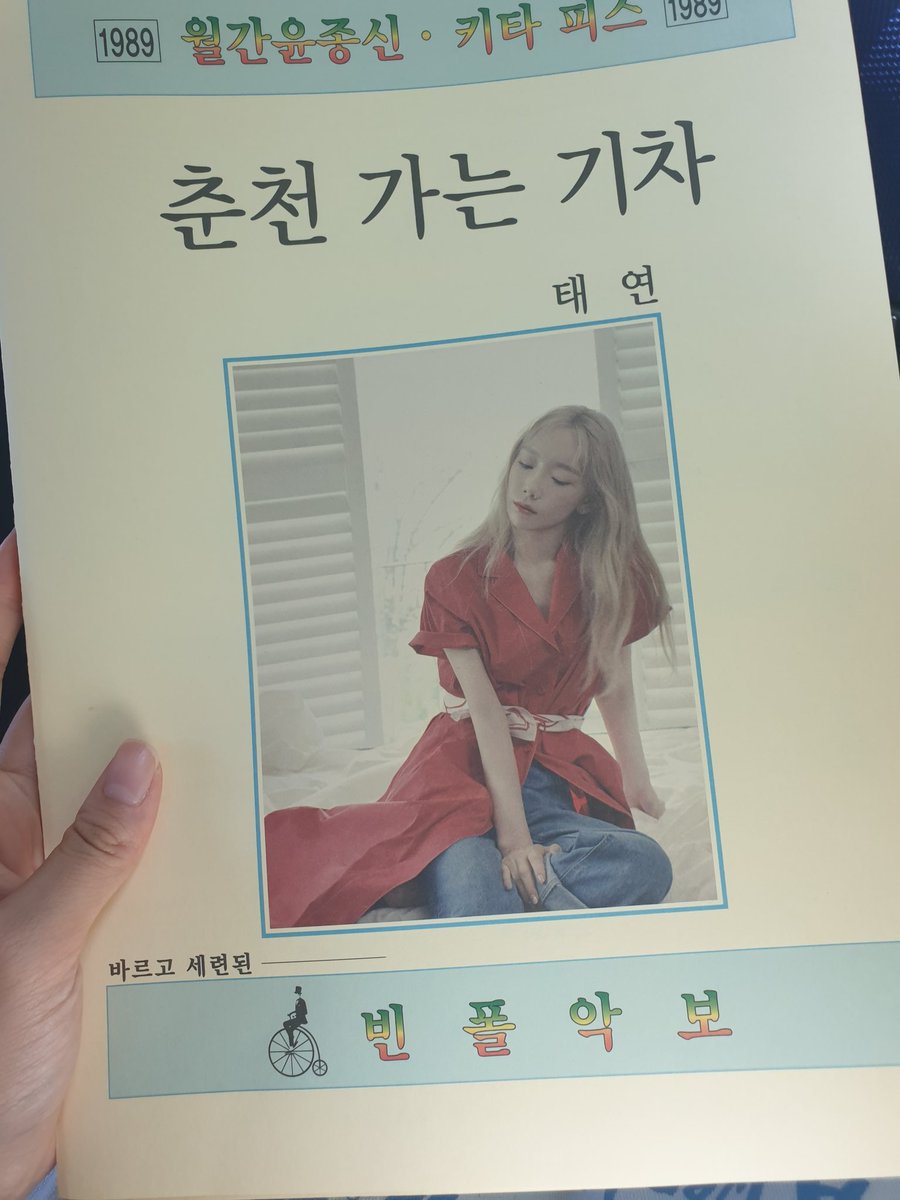 1989 월간윤종신 · 키타 피스 1989
춘천 가는 기차
태 연
바르고 세련된
빈 폴 악 보